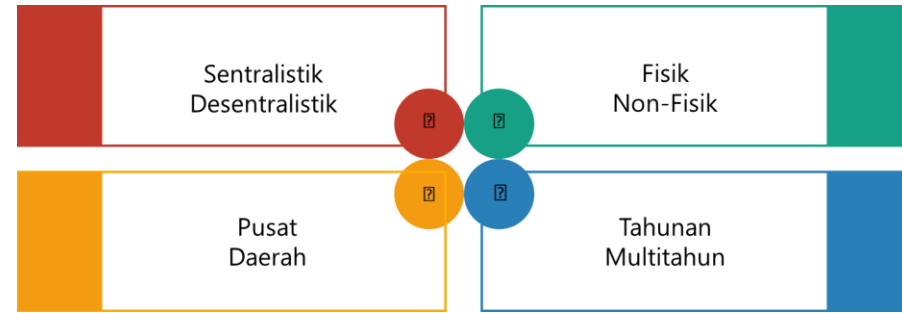 Sentralistik
Desentralistik
Fisik
Non-Fisik
Pusat
Daerah
Tahunan
Multitahun